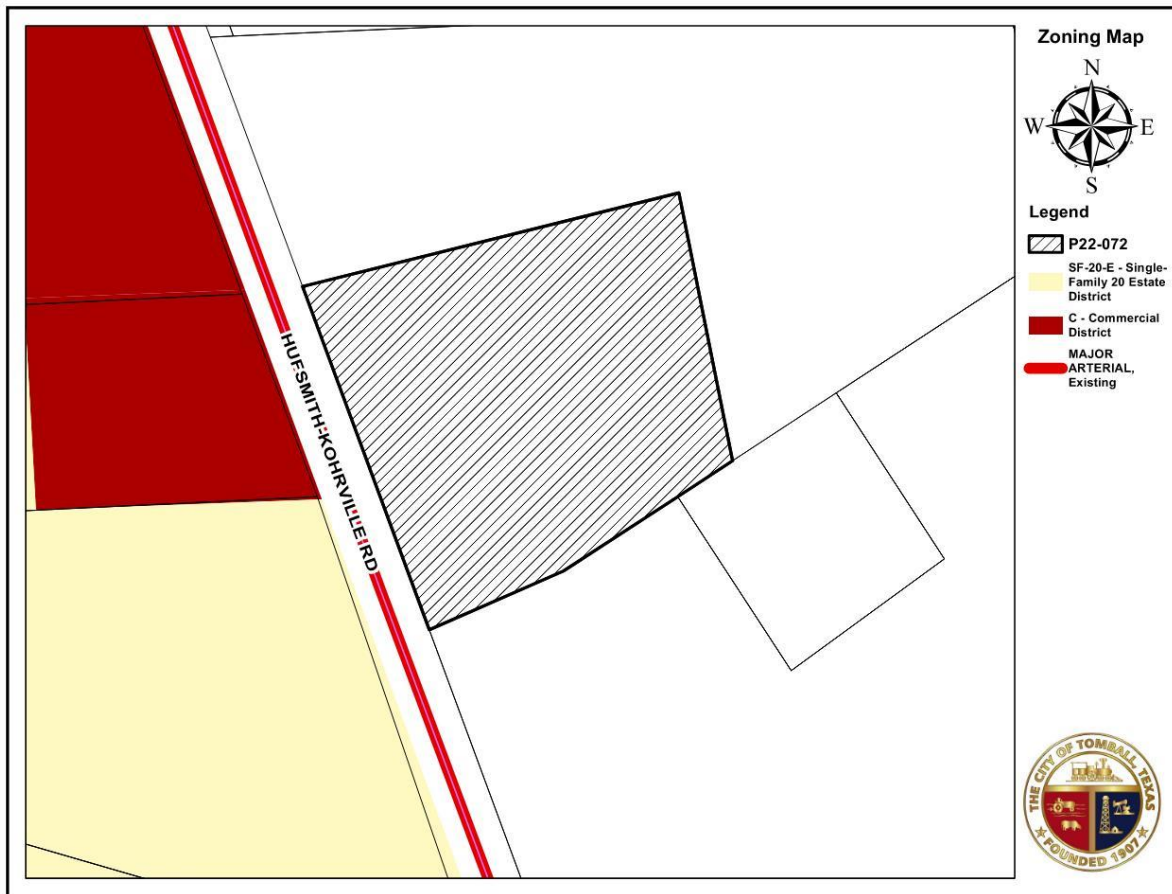 Zoning Map
N
W
E
S
Legend
P22-072
SF-20-E - Single-
Family 20 Estate
District
C - Commercial
District
MAJOR
ARTERIAL,
Existing
HUFSMITH-KOHRVILLE RD
THE CITY OF TOMBALL, TEXAS
FOUNDED 1907